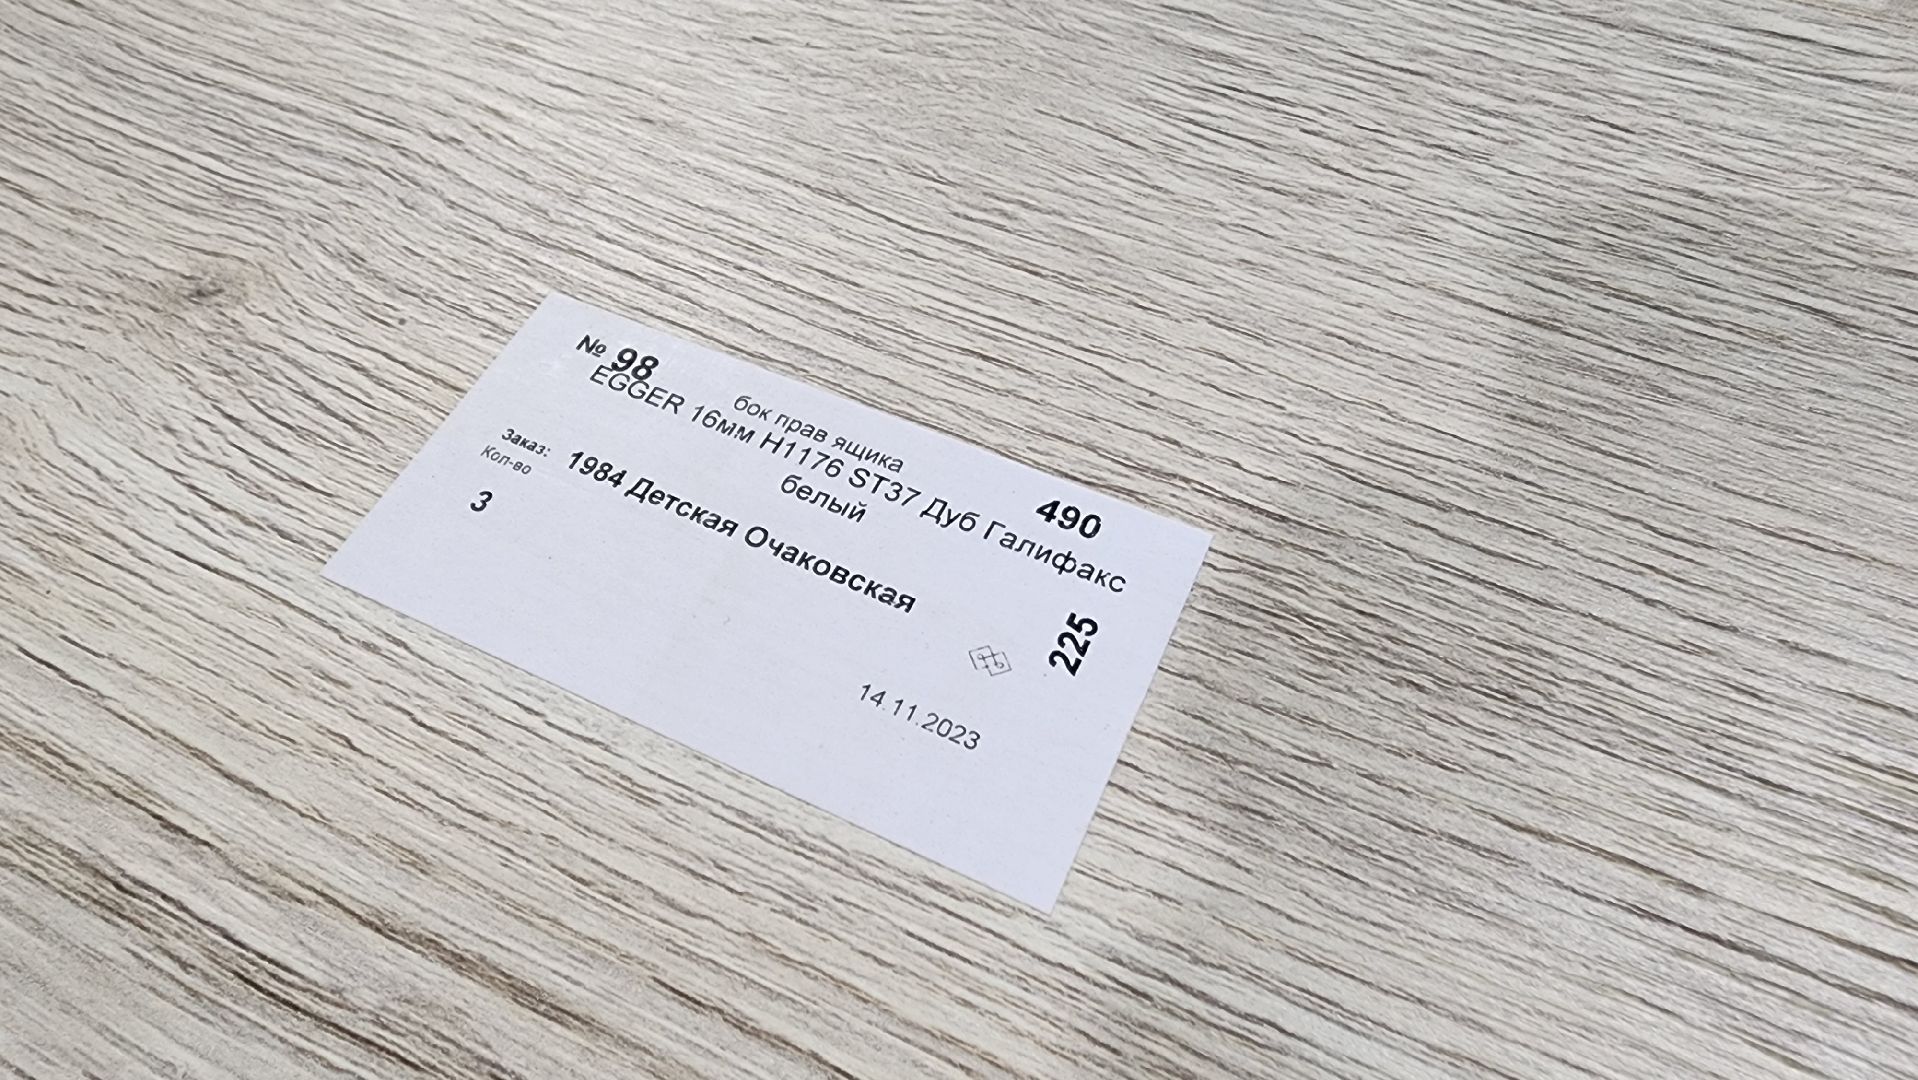 № 98
бок прав ящика
490
EGGER 16мм H1176 ST37 Дуб Галифакс
белый
Заказ: 1984 Детская Очаковская
Кол-во
3
225
14.11.2023